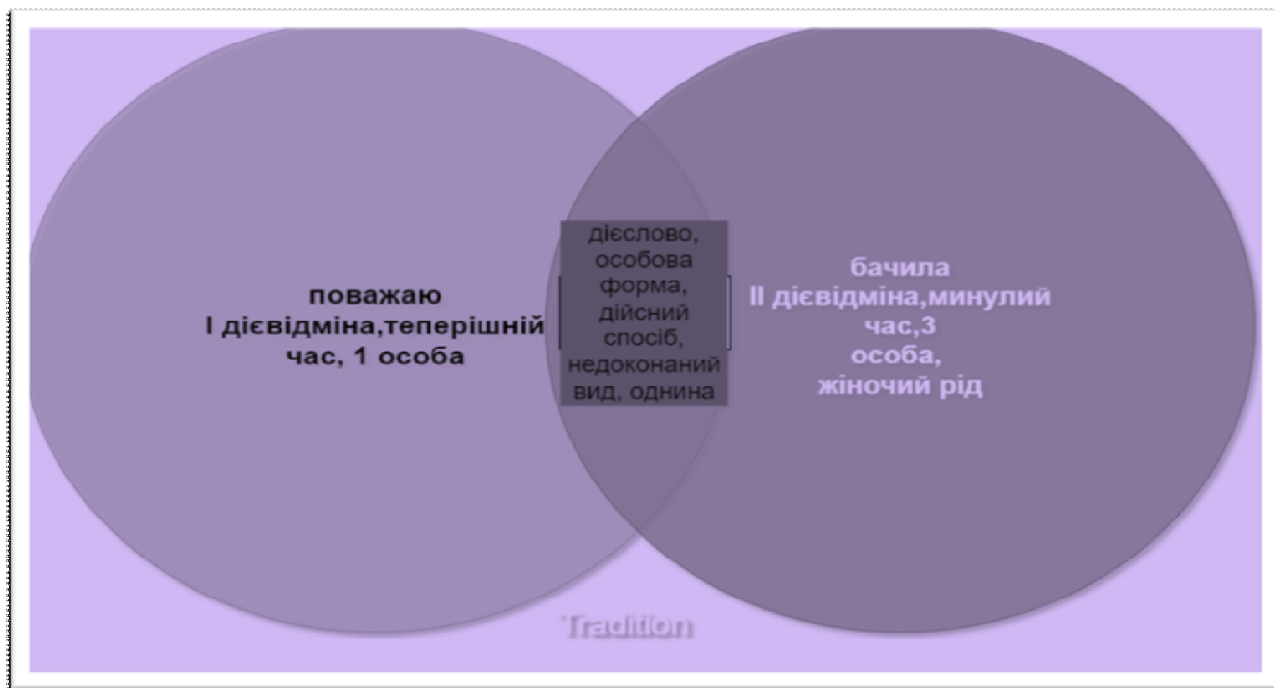 поважаю
І дієвідміна,теперішній
час, 1 особа
дієслово,
особова
форма,
дійсний
спосіб,
недоконаний
вид, однина
бачила
ІІ дієвідміна,минулий
час,3
особа,
жіночий рід
Tradition